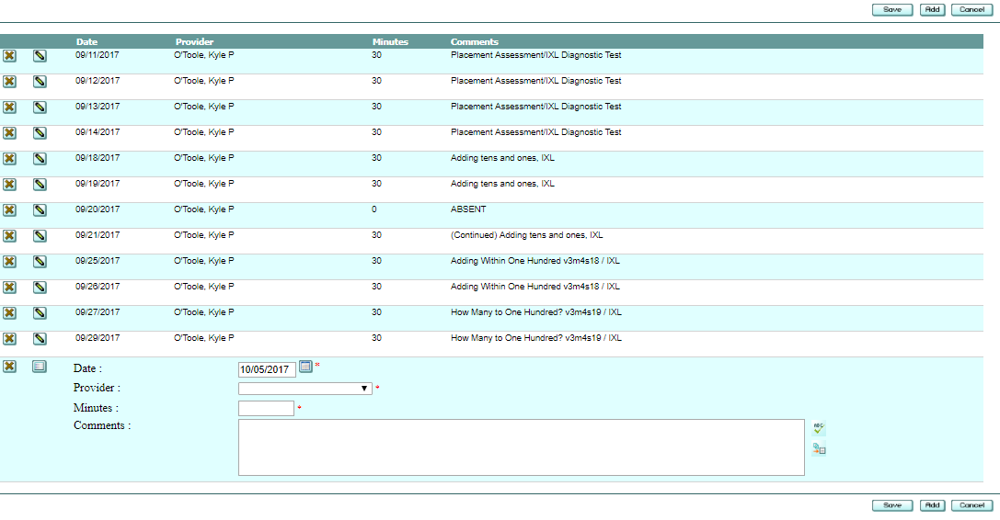 Save Add Cancel
Date Provider Minutes Comments
09/11/2017 O'Toole, Kyle P 30 Placement Assessment/IXL Diagnostic Test
09/12/2017 O'Toole, Kyle P 30 Placement Assessment/IXL Diagnostic Test
09/13/2017 O'Toole, Kyle P 30 Placement Assessment/IXL Diagnostic Test
09/14/2017 O'Toole, Kyle P 30 Placement Assessment/IXL Diagnostic Test
09/18/2017 O'Toole, Kyle P 30 Adding tens and ones, IXL
09/19/2017 O'Toole, Kyle P 30 Adding tens and ones, IXL
09/20/2017 O'Toole, Kyle P 0 ABSENT
09/21/2017 O'Toole, Kyle P 30 (Continued) Adding tens and ones, IXL
09/25/2017 O'Toole, Kyle P 30 Adding Within One Hundred v3m4s18 / IXL
09/26/2017 O'Toole, Kyle P 30 Adding Within One Hundred v3m4s18 / IXL
09/27/2017 O'Toole, Kyle P 30 How Many to One Hundred? v3m4s19 / IXL
09/29/2017 O'Toole, Kyle P 30 How Many to One Hundred? v3m4s19 / IXL
Date : 10/05/2017 *
Provider : *
Minutes : *
Comments : ABC
Save Add Cancel